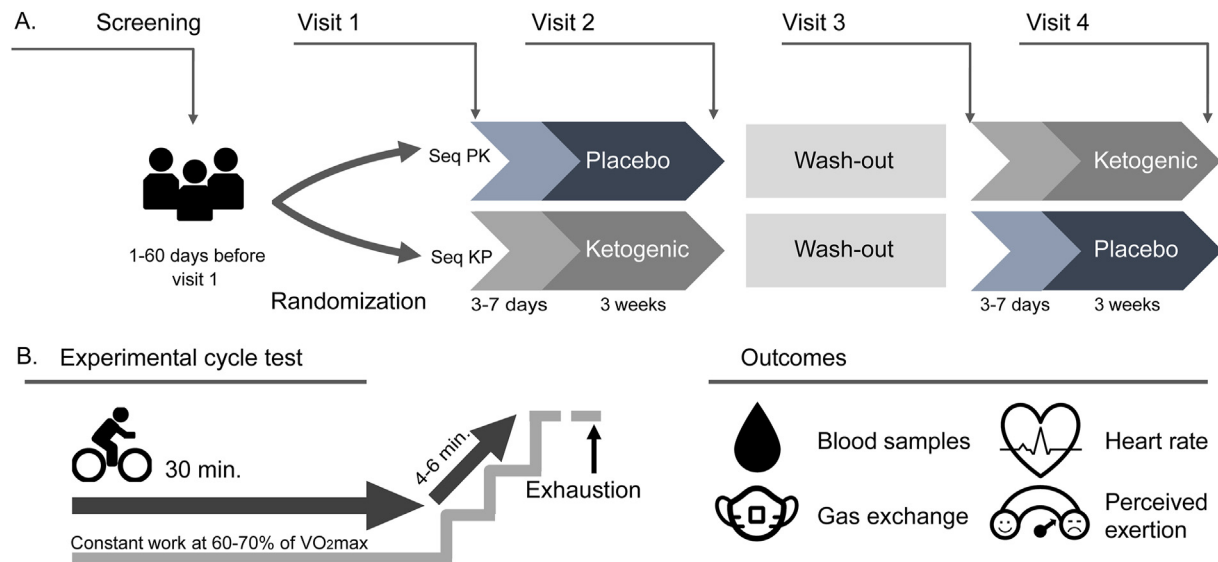 A.
Screening
Visit 1
Visit 2
Visit 3
Visit 4
Seq PK
Placebo
Wash-out
Ketogenic
1-60 days before
visit 1
Seq KP
Ketogenic
Wash-out
Placebo
Randomization
3-7 days
3 weeks
3-7 days
3 weeks
B.
Experimental cycle test
30 min.
4-6 min.
Exhaustion
Constant work at 60-70% of VO2max
Outcomes
Blood samples
Heart rate
Gas exchange
Perceived
exertion